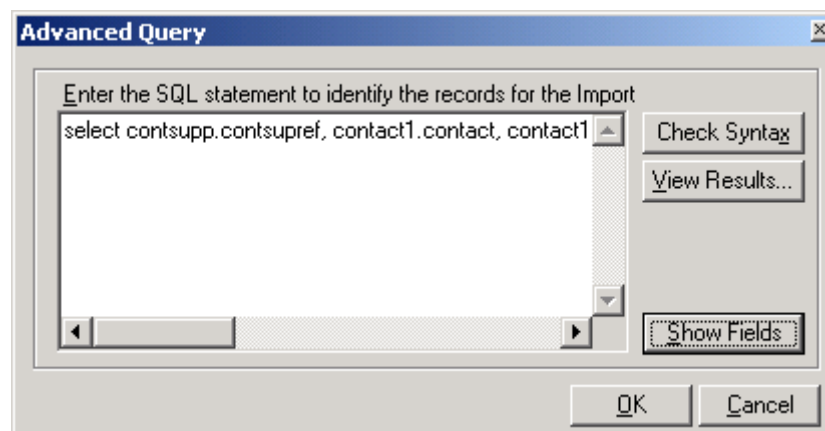 Advanced Query
Enter the SQL statement to identify the records for the Import
select contsupp.contsupref, contact1.contact, contact1
Check Syntax
View Results...
Show Fields
OK
Cancel